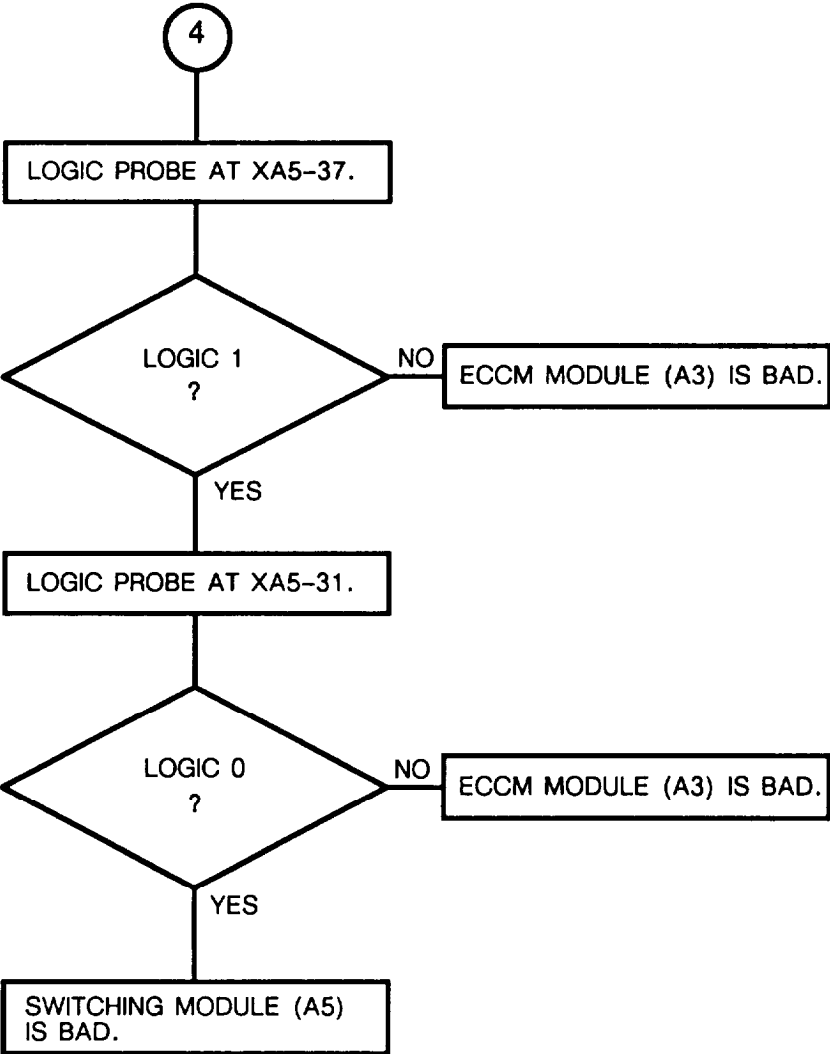 4
LOGIC PROBE AT XA5-37.
LOGIC 1
?
NO
ECCM MODULE (A3) IS BAD.
YES
LOGIC PROBE AT XA5-31.
LOGIC 0
?
NO
ECCM MODULE (A3) IS BAD.
YES
SWITCHING MODULE (A5)
IS BAD.